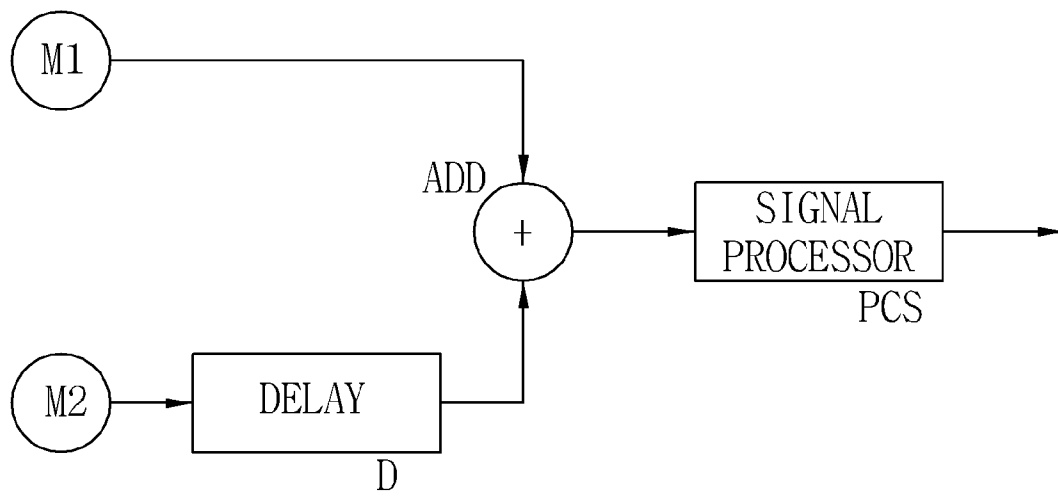 M1
ADD
+
SIGNAL
PROCESSOR
PCS
M2
DELAY
D